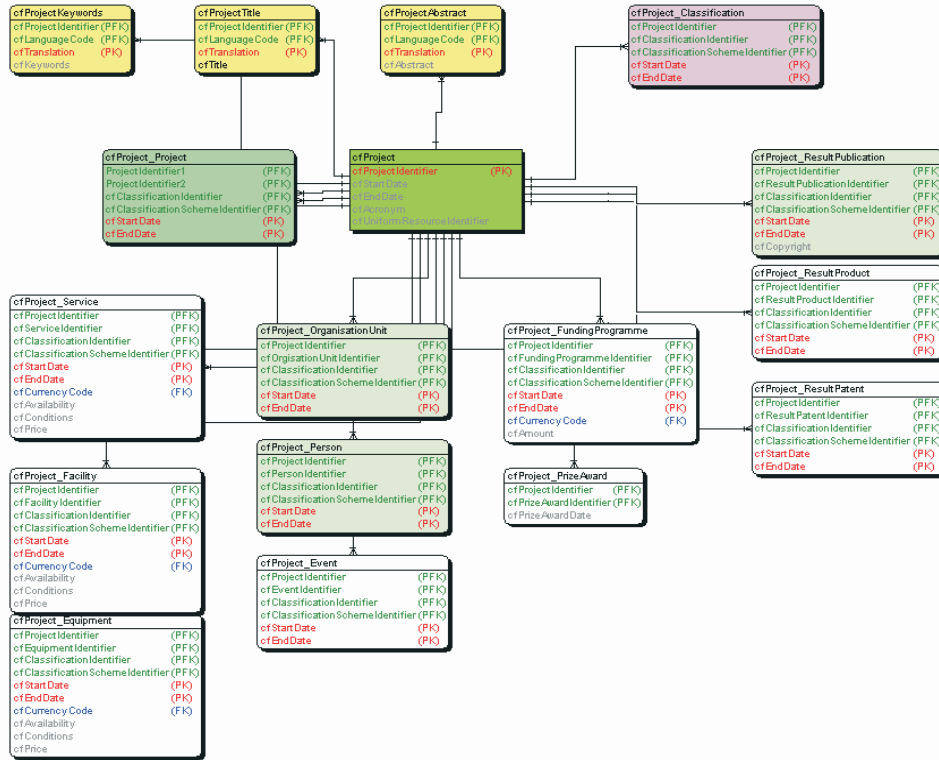 cfProjectKeywords
cfProjectIdentifier (PFK)
cfLanguageCode (PFK)
cfTranslation (PK)
cfKeywords
cfProjectTitle
cfProjectIdentifier (PFK)
cfLanguageCode (PFK)
cfTranslation (PK)
cfTitle
cfProjectAbstract
cfProjectIdentifier (PFK)
cfLanguageCode (PFK)
cfTranslation (PK)
cfAbstract
cfProject_Classification
cfProjectIdentifier (PFK)
cfClassificationIdentifier (PFK)
cfClassificationSchemeIdentifier (PFK)
cfStartDate (PK)
cfEndDate (PK)
cfProject_Project
ProjectIdentifier1 (PFK)
ProjectIdentifier2 (PFK)
cfClassificationIdentifier (PFK)
cfClassificationSchemeIdentifier (PFK)
cfStartDate (PK)
cfEndDate (PK)
cfProject
cfProjectIdentifier (PK)
cfStartDate
cfEndDate
cfAcronym
cfUniformResourceIdentifier
cfProject_ResultPublication
cfProjectIdentifier (PFK)
cfResultPublicationIdentifier (PFK)
cfClassificationIdentifier (PFK)
cfClassificationSchemeIdentifier (PFK)
cfStartDate (PK)
cfEndDate (PK)
cfCopyright
cfProject_ResultProduct
cfProjectIdentifier (PFK)
cfResultProductIdentifier (PFK)
cfClassificationIdentifier (PFK)
cfClassificationSchemeIdentifier (PFK)
cfStartDate (PK)
cfEndDate (PK)
cfProject_Service
cfProjectIdentifier (PFK)
cfServiceIdentifier (PFK)
cfClassificationIdentifier (PFK)
cfClassificationSchemeIdentifier (PFK)
cfStartDate (PK)
cfEndDate (PK)
cfCurrency Code (FK)
cfAvailability
cfConditions
cfPrice
cfProject_OrganisationUnit
cfProjectIdentifier (PFK)
cfOrgisationUnitIdentifier (PFK)
cfClassificationIdentifier (PFK)
cfClassificationSchemeIdentifier (PFK)
cfStartDate (PK)
cfEndDate (PK)
cfProject_FundingProgramme
cfProjectIdentifier (PFK)
cfFundingProgrammeIdentifier (PFK)
cfClassificationIdentifier (PFK)
cfClassificationSchemeIdentifier (PFK)
cfStartDate (PK)
cfEndDate (PK)
cfCurrency Code (FK)
cfAmount
cfProject_ResultPatent
cfProjectIdentifier (PFK)
cfResultPatentIdentifier (PFK)
cfClassificationIdentifier (PFK)
cfClassificationSchemeIdentifier (PFK)
cfStartDate (PK)
cfEndDate (PK)
cfProject_Facility
cfProjectIdentifier (PFK)
cfFacilityIdentifier (PFK)
cfClassificationIdentifier (PFK)
cfClassificationSchemeIdentifier (PFK)
cfStartDate (PK)
cfEndDate (PK)
cfCurrency Code (FK)
cfAvailability
cfConditions
cfPrice
cfProject_Person
cfProjectIdentifier (PFK)
cfPersonIdentifier (PFK)
cfClassificationIdentifier (PFK)
cfClassificationSchemeIdentifier (PFK)
cfStartDate (PK)
cfEndDate (PK)
cfProject_PrizeAward
cfProjectIdentifier (PFK)
cfPrizeAwardIdentifier (PFK)
cfPrizeAwardDate
cfProject_Event
cfProjectIdentifier (PFK)
cfEventIdentifier (PFK)
cfClassificationIdentifier (PFK)
cfClassificationSchemeIdentifier (PFK)
cfStartDate (PK)
cfEndDate (PK)
cfProject_Equipment
cfProjectIdentifier (PFK)
cfEquipmentIdentifier (PFK)
cfClassificationIdentifier (PFK)
cfClassificationSchemeIdentifier (PFK)
cfStartDate (PK)
cfEndDate (PK)
cfCurrency Code (FK)
cfAvailability
cfConditions
cfPrice